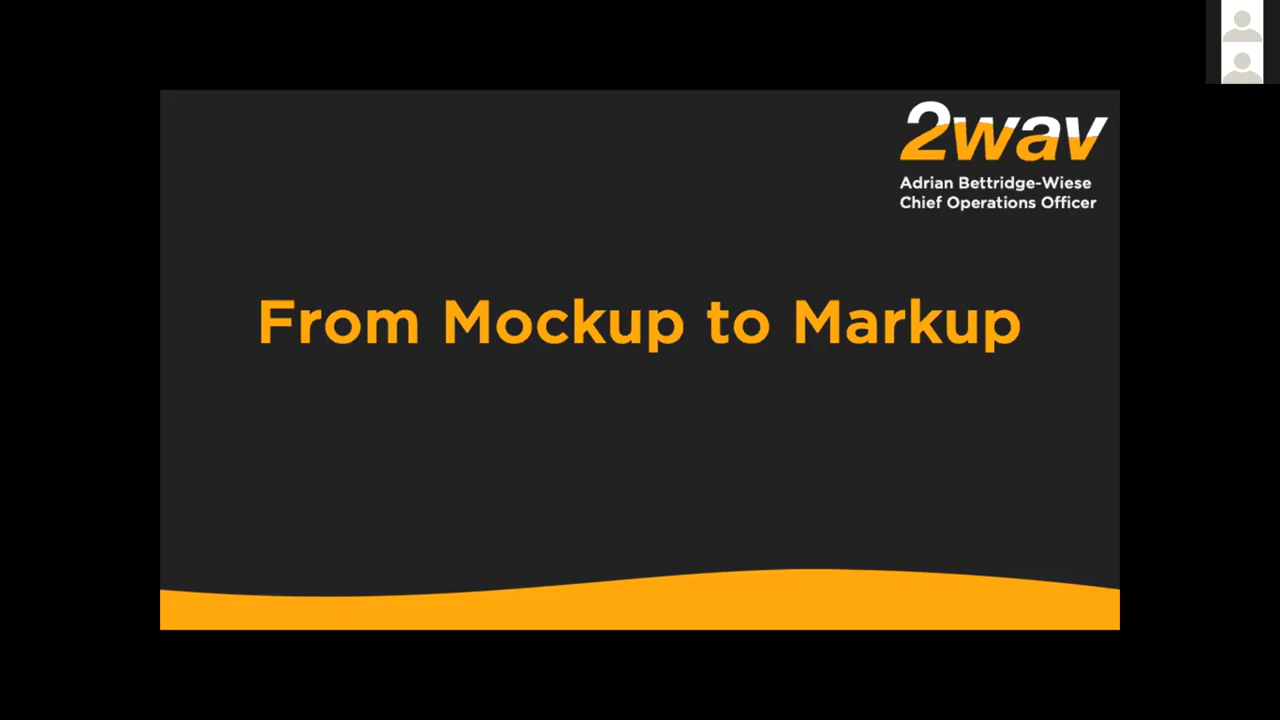 2wav
Adrian Bettridge-Wiese
Chief Operations Officer
From Mockup to Markup